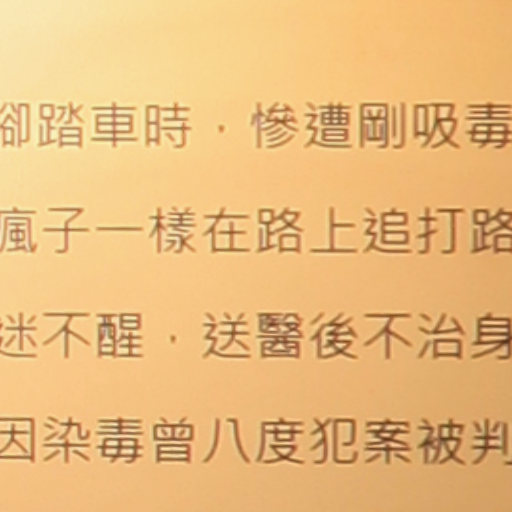 腳踏車時，慘遭剛吸毒
瘋子一樣在路上追打路
迷不醒，送醫後不治身
因染毒曾八度犯案被判